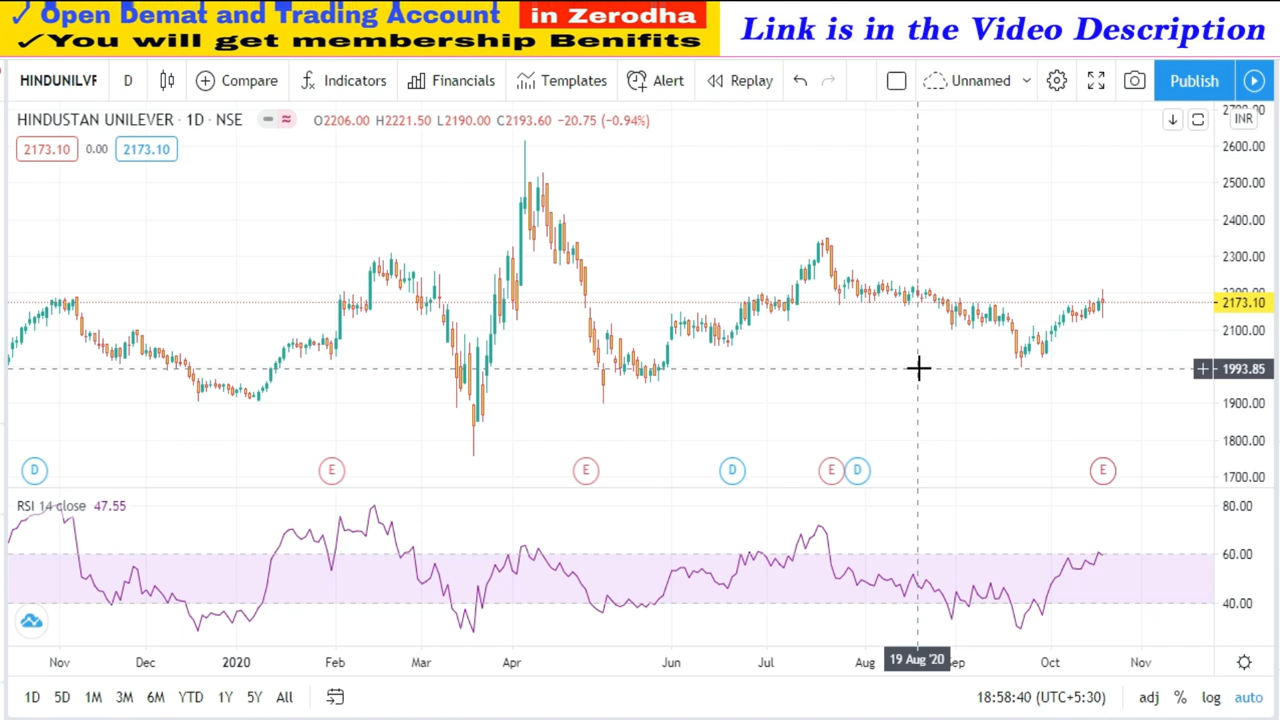 ✓ Open Demat and Trading Account in Zerodha
✓You will get membership Benifits
Link is in the Video Description
HINDUNILVR D Compare Indicators Financials Templates Alert Replay Unnamed Publish
HINDUSTAN UNILEVER · 1D · NSE O2206.00 H2221.50 L2190.00 C2193.60 -20.75 (-0.94%) INR
2173.10 0.00 2173.10
2700.00
2600.00
2500.00
2400.00
2300.00
2200.00
2173.10
2100.00
1993.85
1900.00
1800.00
1700.00
D E E D E D E
RSI 14 close 47.55
80.00
60.00
40.00
Nov Dec 2020 Feb Mar Apr Jun Jul Aug 19 Aug '20 Sep Oct Nov
1D 5D 1M 3M 6M YTD 1Y 5Y All 18:58:40 (UTC+5:30) adj % log auto